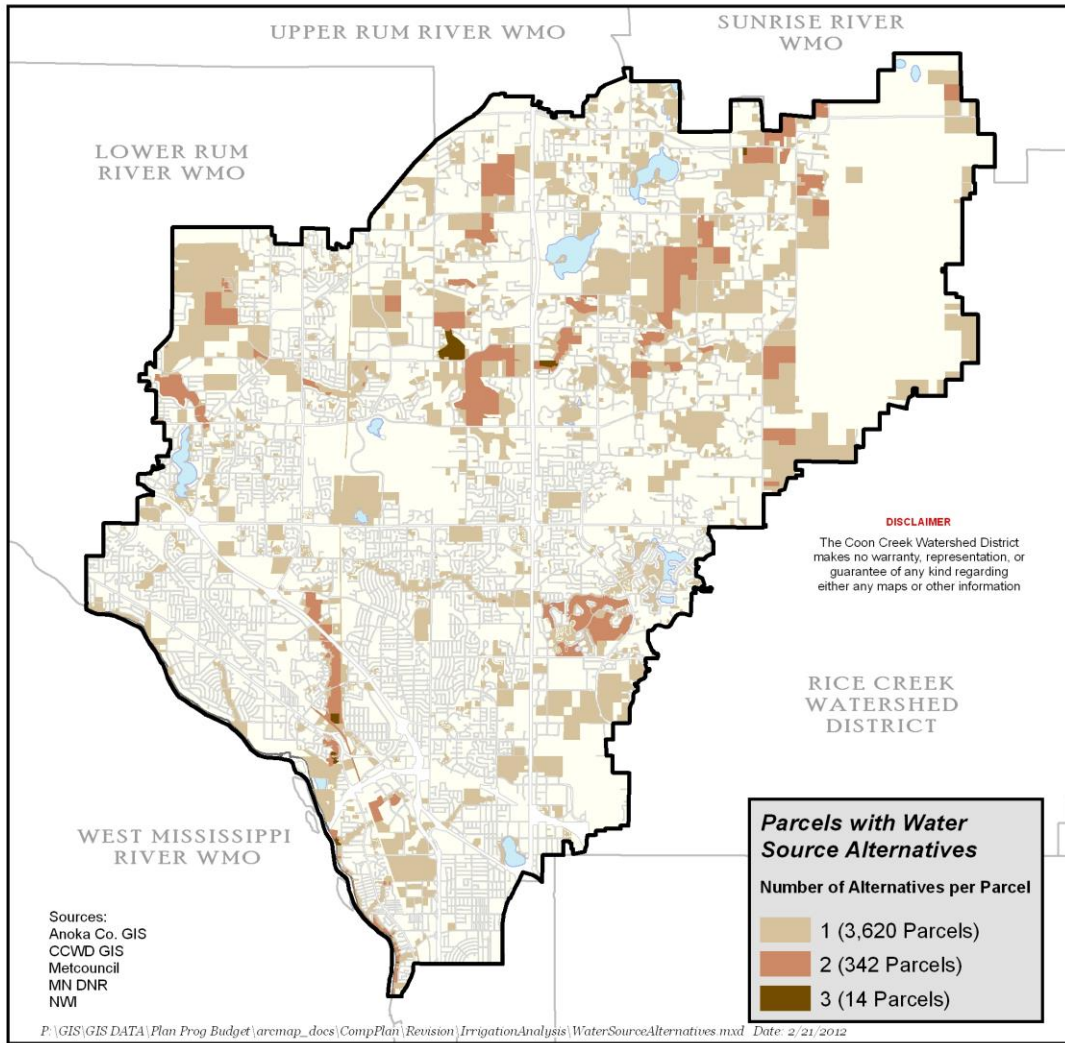 UPPER RUM RIVER WMO
SUNRISE RIVER
WMO
LOWER RUM
RIVER WMO
DISCLAIMER
The Coon Creek Watershed District
makes no warranty, representation, or
guarantee of any kind regarding
either any maps or other information
RICE CREEK
WATERSHED
DISTRICT
WEST MISSISSIPPI
RIVER WMO
Parcels with Water
Source Alternatives
Number of Alternatives per Parcel
1 (3,620 Parcels)
2 (342 Parcels)
3 (14 Parcels)
Sources:
Anoka Co. GIS
CCWD GIS
Metcouncil
MN DNR
NWI
P:\GIS\GIS DATA\Plan Prog Budget\arcmap_docs\CompPlan\Revision\IrrigationAnalysis\WaterSourceAlternatives.mxd Date: 2/21/2012